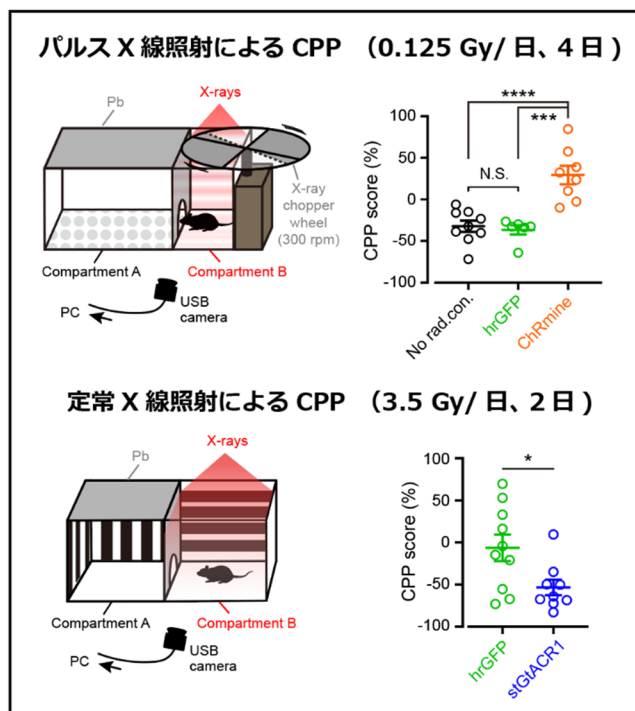 パルス X 線照射による CPP （0.125 Gy/ 日、4 日 )
Pb
X-rays
X-ray
chopper
wheel
(300 rpm)
Compartment A
Compartment B
PC
USB
camera
****
***
N.S.
CPP score (%)
100
50
0
-50
-100
No rad.con.
hrGFP
ChRmine
定常 X 線照射による CPP （3.5 Gy/ 日、2 日 )
X-rays
Pb
Compartment A
Compartment B
PC
USB
camera
*
CPP score (%)
100
50
0
-50
-100
hrGFP
stGtACR1